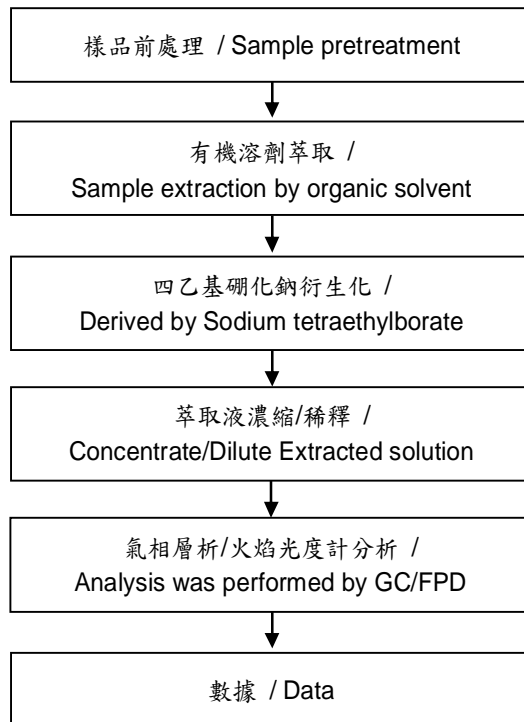 樣品前處理 / Sample pretreatment
有機溶劑萃取 /
Sample extraction by organic solvent
四乙基硼化鈉衍生化 /
Derived by Sodium tetraethylborate
萃取液濃縮/稀釋 /
Concentrate/Dilute Extracted solution
氣相層析/火焰光度計分析 /
Analysis was performed by GC/FPD
數據 / Data